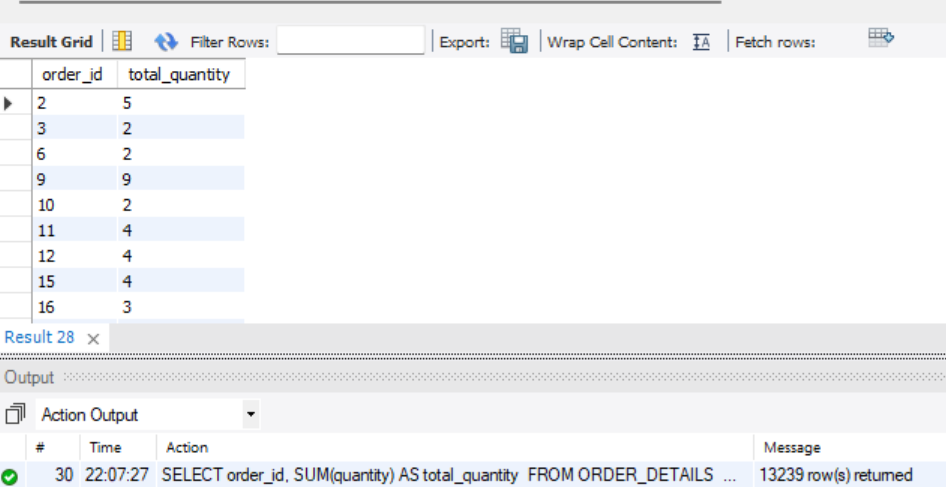 Result Grid Filter Rows: Export: Wrap Cell Content: Fetch rows:
order_id total_quantity
2 5
3 2
6 2
9 9
10 2
11 4
12 4
15 4
16 3
Result 28 ×
Output
Action Output
# Time Action Message
30 22:07:27 SELECT order_id, SUM(quantity) AS total_quantity FROM ORDER_DETAILS ... 13239 row(s) returned